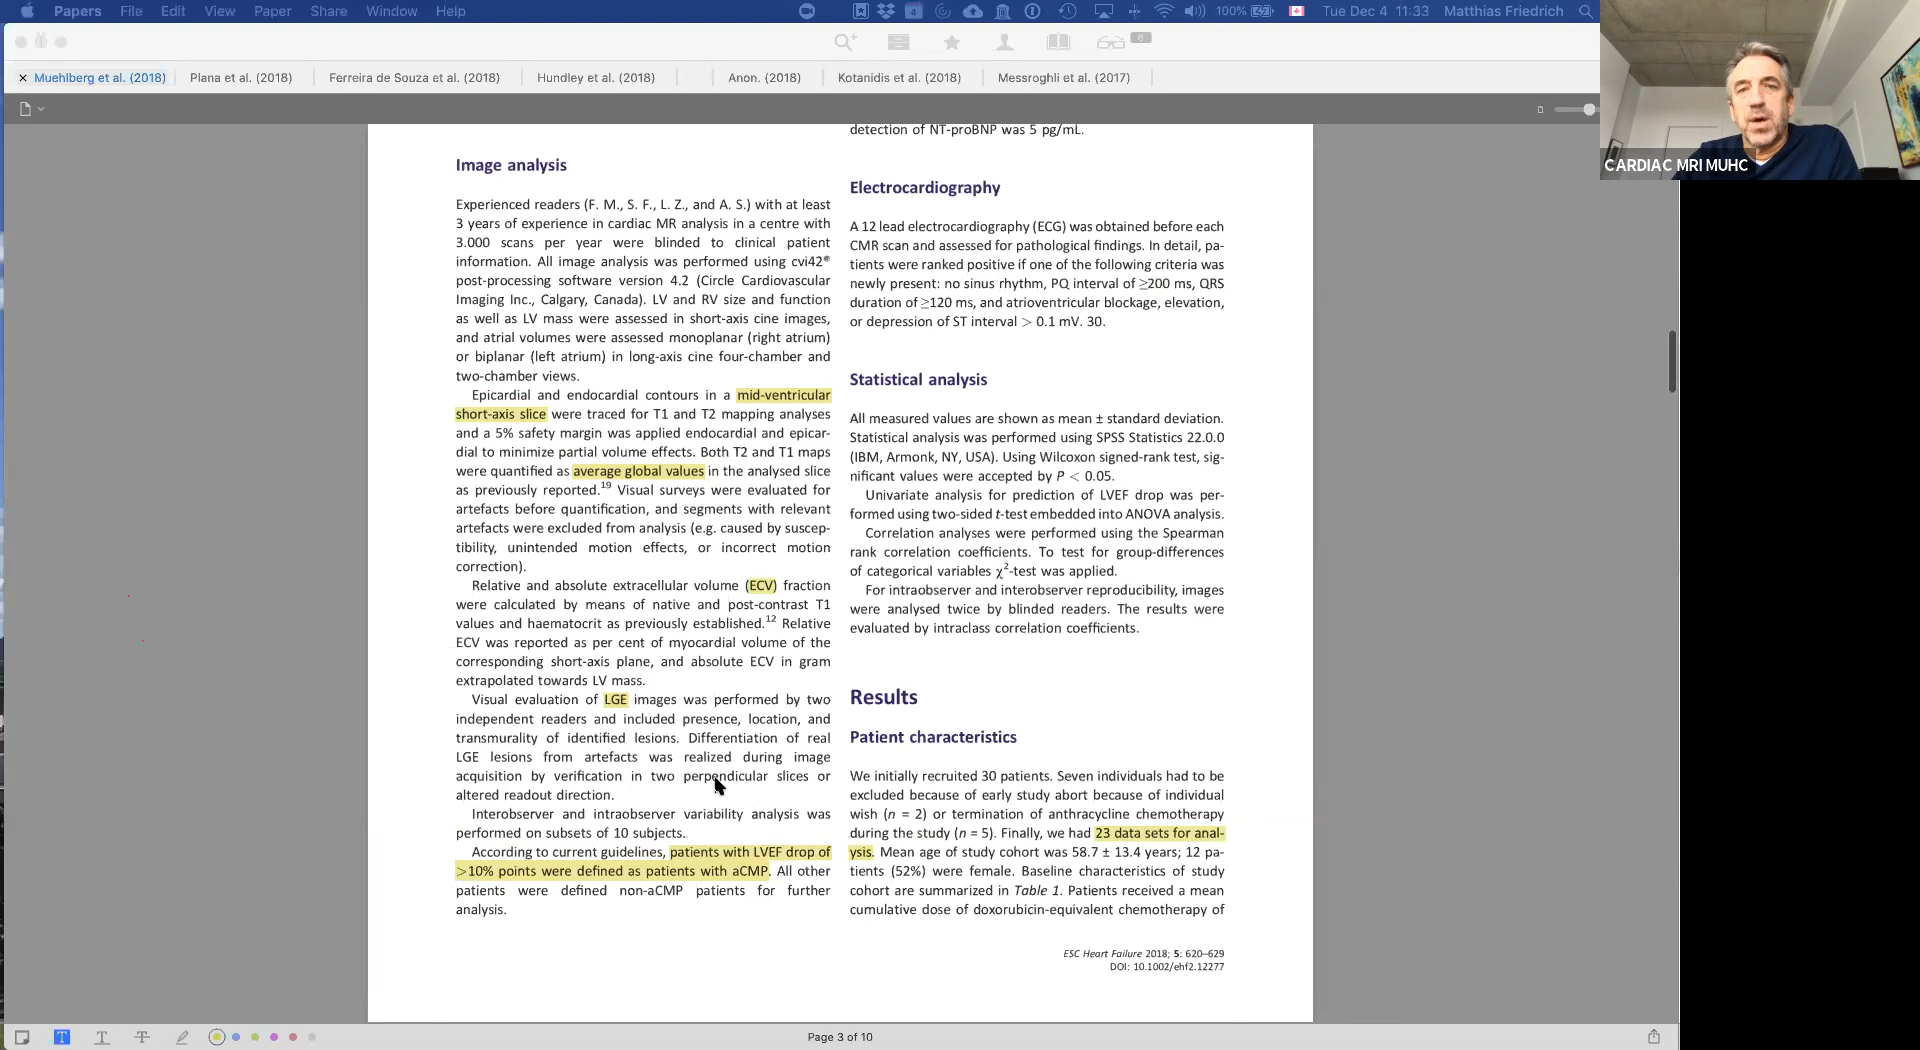 Papers File Edit View Paper Share Window Help
4 100% Tue Dec 4 11:33 Matthias Friedrich
6
× Muehlberg et al. (2018) Plana et al. (2018) Ferreira de Souza et al. (2018) Hundley et al. (2018) Anon. (2018) Kotanidis et al. (2018) Messroghli et al. (2017)
CARDIAC MRI MUHC
Image analysis
Experienced readers (F. M., S. F., L. Z., and A. S.) with at least
3 years of experience in cardiac MR analysis in a centre with
3.000 scans per year were blinded to clinical patient
information. All image analysis was performed using cvi42®
post-processing software version 4.2 (Circle Cardiovascular
Imaging Inc., Calgary, Canada). LV and RV size and function
as well as LV mass were assessed in short-axis cine images,
and atrial volumes were assessed monoplanar (right atrium)
or biplanar (left atrium) in long-axis cine four-chamber and
two-chamber views.
Epicardial and endocardial contours in a mid-ventricular
short-axis slice were traced for T1 and T2 mapping analyses
and a 5% safety margin was applied endocardial and epicar-
dial to minimize partial volume effects. Both T2 and T1 maps
were quantified as average global values in the analysed slice
as previously reported.19 Visual surveys were evaluated for
artefacts before quantification, and segments with relevant
artefacts were excluded from analysis (e.g. caused by suscep-
tibility, unintended motion effects, or incorrect motion
correction).
Relative and absolute extracellular volume (ECV) fraction
were calculated by means of native and post-contrast T1
values and haematocrit as previously established.12 Relative
ECV was reported as per cent of myocardial volume of the
corresponding short-axis plane, and absolute ECV in gram
extrapolated towards LV mass.
Visual evaluation of LGE images was performed by two
independent readers and included presence, location, and
transmurality of identified lesions. Differentiation of real
LGE lesions from artefacts was realized during image
acquisition by verification in two perpendicular slices or
altered readout direction.
Interobserver and intraobserver variability analysis was
performed on subsets of 10 subjects.
According to current guidelines, patients with LVEF drop of
>10% points were defined as patients with aCMP. All other
patients were defined non-aCMP patients for further
analysis.
detection of NT-proBNP was 5 pg/mL.
Electrocardiography
A 12 lead electrocardiography (ECG) was obtained before each
CMR scan and assessed for pathological findings. In detail, pa-
tients were ranked positive if one of the following criteria was
newly present: no sinus rhythm, PQ interval of ≥200 ms, QRS
duration of ≥120 ms, and atrioventricular blockage, elevation,
or depression of ST interval > 0.1 mV. 30.
Statistical analysis
All measured values are shown as mean ± standard deviation.
Statistical analysis was performed using SPSS Statistics 22.0.0
(IBM, Armonk, NY, USA). Using Wilcoxon signed-rank test, sig-
nificant values were accepted by P < 0.05.
Univariate analysis for prediction of LVEF drop was per-
formed using two-sided t-test embedded into ANOVA analysis.
Correlation analyses were performed using the Spearman
rank correlation coefficients. To test for group-differences
of categorical variables χ2-test was applied.
For intraobserver and interobserver reproducibility, images
were analysed twice by blinded readers. The results were
evaluated by intraclass correlation coefficients.
Results
Patient characteristics
We initially recruited 30 patients. Seven individuals had to be
excluded because of early study abort because of individual
wish (n = 2) or termination of anthracycline chemotherapy
during the study (n = 5). Finally, we had 23 data sets for anal-
ysis. Mean age of study cohort was 58.7 ± 13.4 years; 12 pa-
tients (52%) were female. Baseline characteristics of study
cohort are summarized in Table 1. Patients received a mean
cumulative dose of doxorubicin-equivalent chemotherapy of
ESC Heart Failure 2018; 5: 620–629
DOI: 10.1002/ehf2.12277
Page 3 of 10